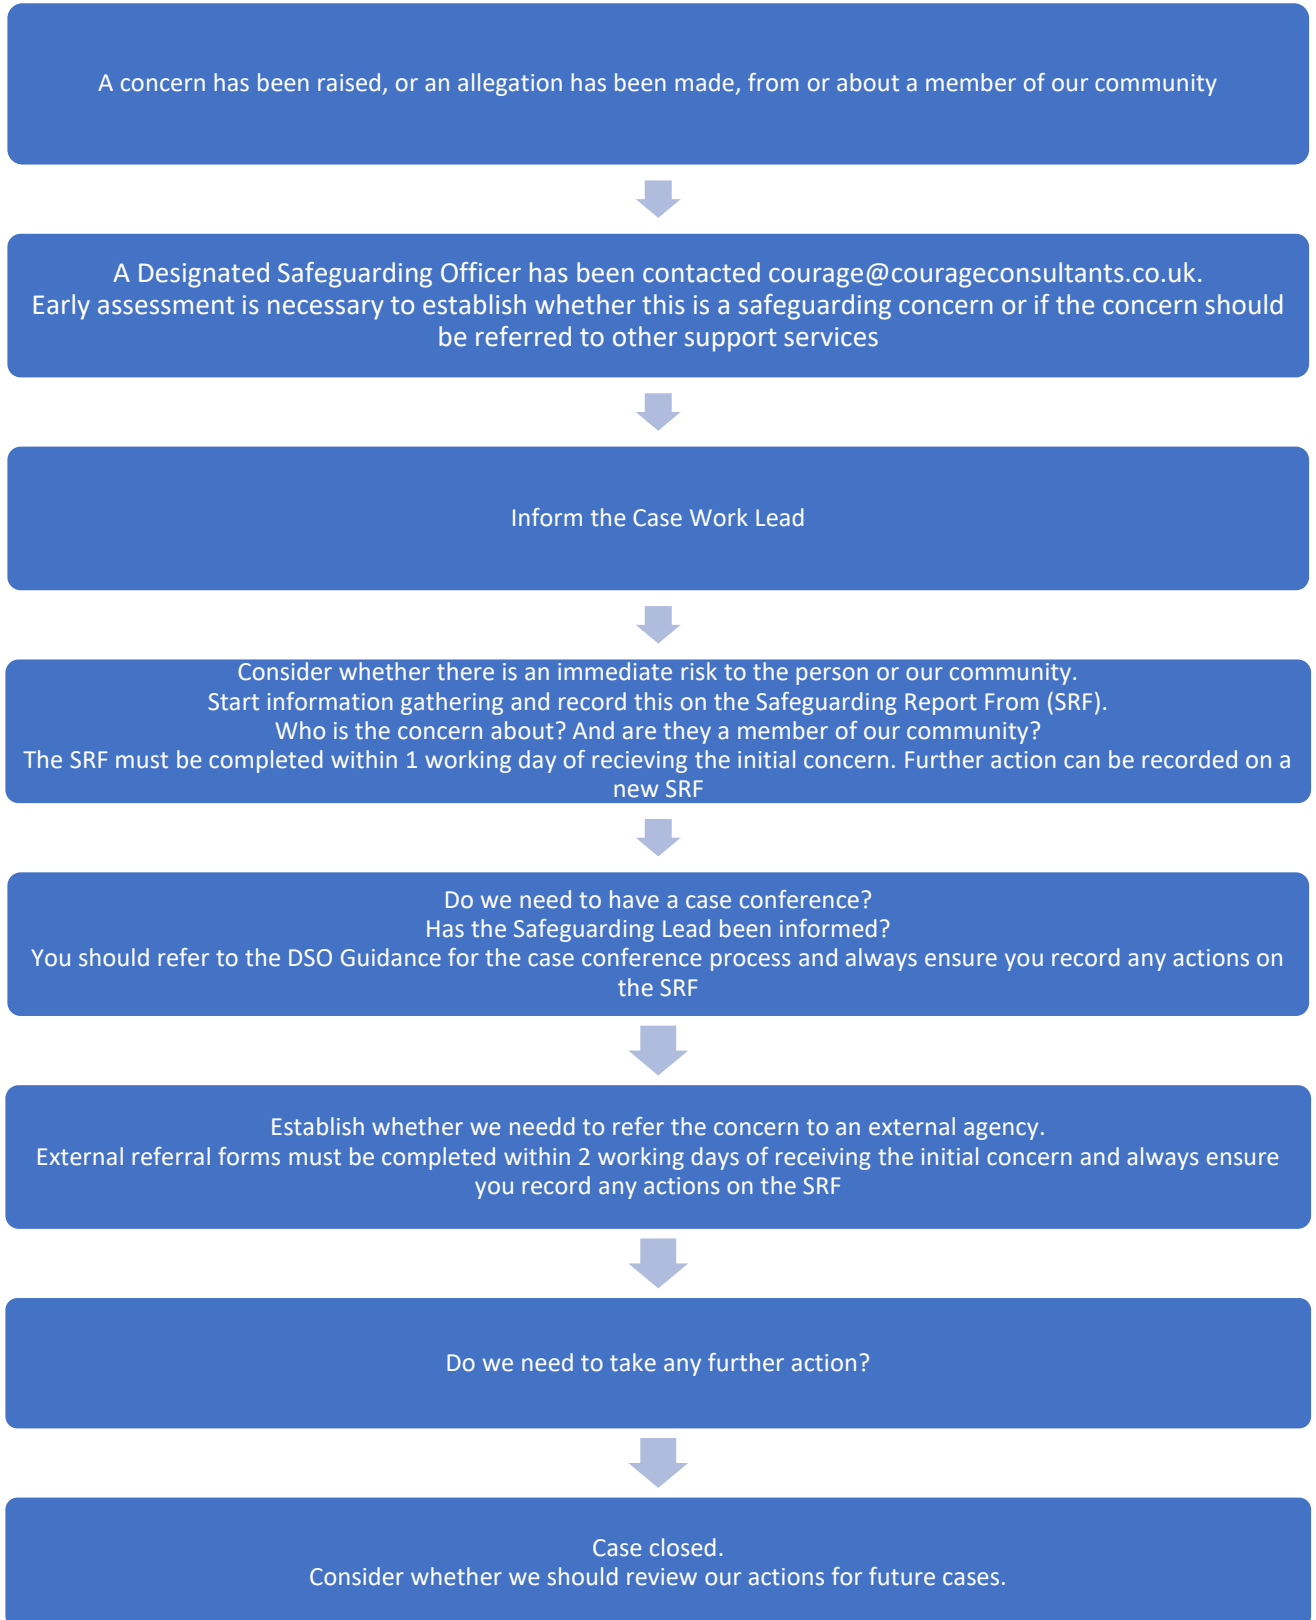 A concern has been raised, or an allegation has been made, from or about a member of our community
A Designated Safeguarding Officer has been contacted courage@courageconsultants.co.uk.
Early assessment is necessary to establish whether this is a safeguarding concern or if the concern should
be referred to other support services
Inform the Case Work Lead
Consider whether there is an immediate risk to the person or our community.
Start information gathering and record this on the Safeguarding Report From (SRF).
Who is the concern about? And are they a member of our community?
The SRF must be completed within 1 working day of recieving the initial concern. Further action can be recorded on a
new SRF
Do we need to have a case conference?
Has the Safeguarding Lead been informed?
You should refer to the DSO Guidance for the case conference process and always ensure you record any actions on
the SRF
Establish whether we needd to refer the concern to an external agency.
External referral forms must be completed within 2 working days of receiving the initial concern and always ensure
you record any actions on the SRF
Do we need to take any further action?
Case closed.
Consider whether we should review our actions for future cases.